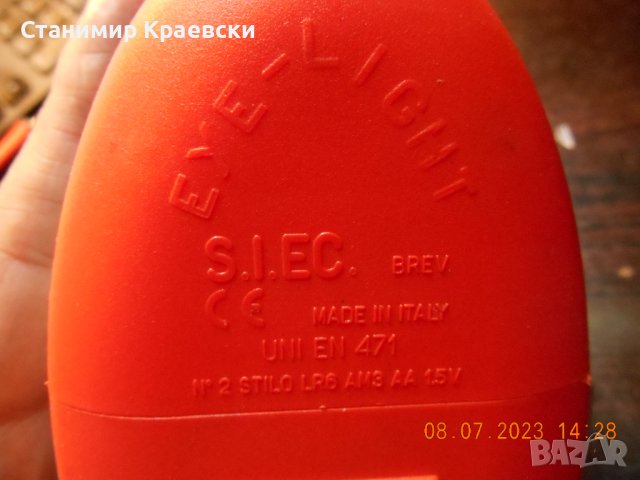 Станимир Краевски
EYE-LIGHT
S.I.EC. BREV.
CE MADE IN ITALY
UNI EN 471
N° 2 STILO LR6 AM3 AA 1.5V
08.07.2023 14:28
BAZAR